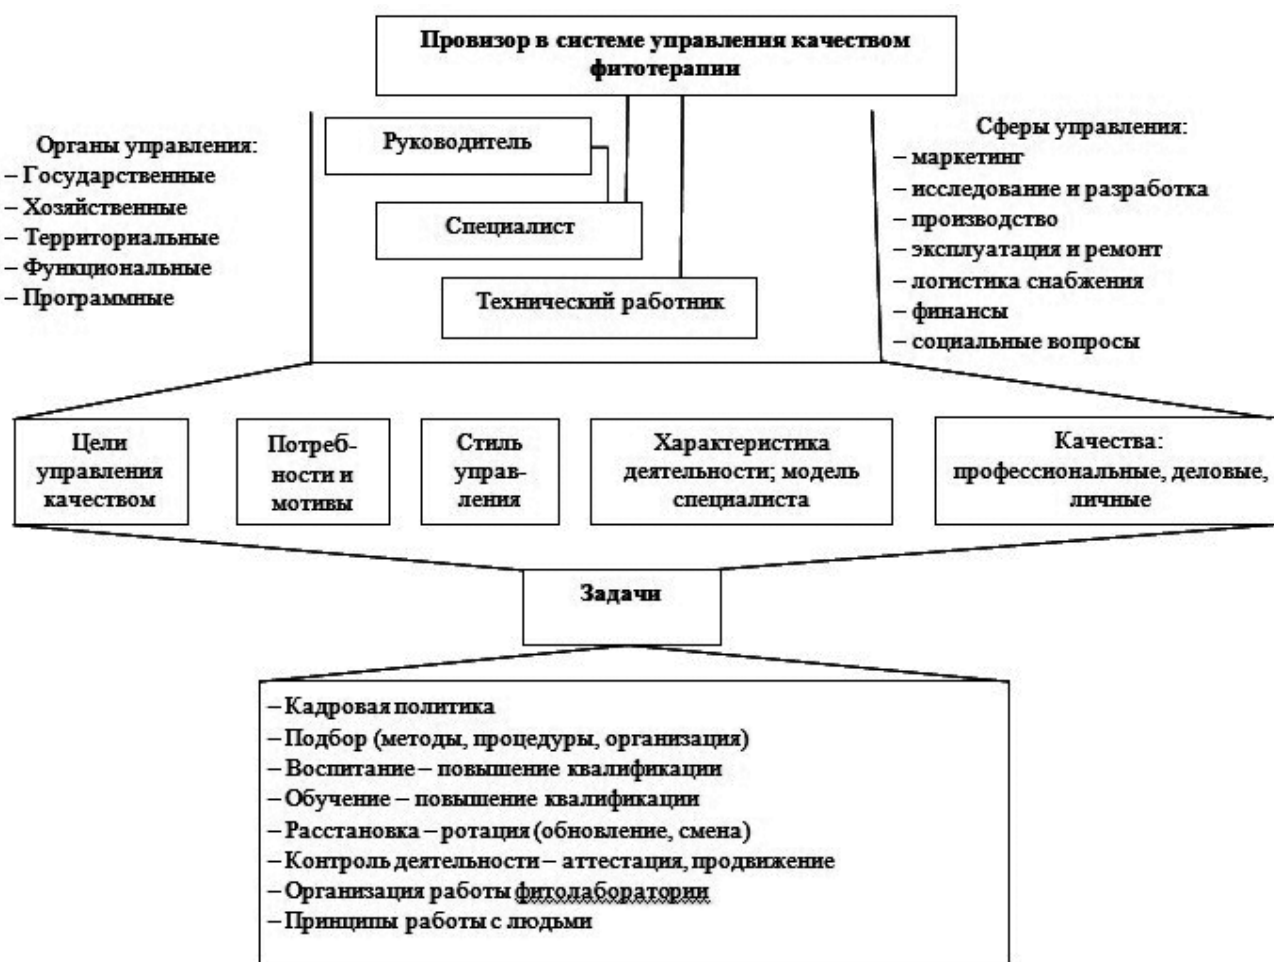 Провизор в системе управления качеством
фитотерапии
Органы управления:
– Государственные
– Хозяйственные
– Территориальные
– Функциональные
– Программные
Руководитель
Специалист
Технический работник
Сферы управления:
– маркетинг
– исследование и разработка
– производство
– эксплуатация и ремонт
– логистика снабжения
– финансы
– социальные вопросы
Цели
управления
качеством
Потреб-
ности и
мотивы
Стиль
управ-
ления
Характеристика
деятельности; модель
специалиста
Качества:
профессиональные, деловые,
личные
Задачи
– Кадровая политика
– Подбор (методы, процедуры, организация)
– Воспитание – повышение квалификации
– Обучение – повышение квалификации
– Расстановка – ротация (обновление, смена)
– Контроль деятельности – аттестация, продвижение
– Организация работы фитолаборатории
– Принципы работы с людьми